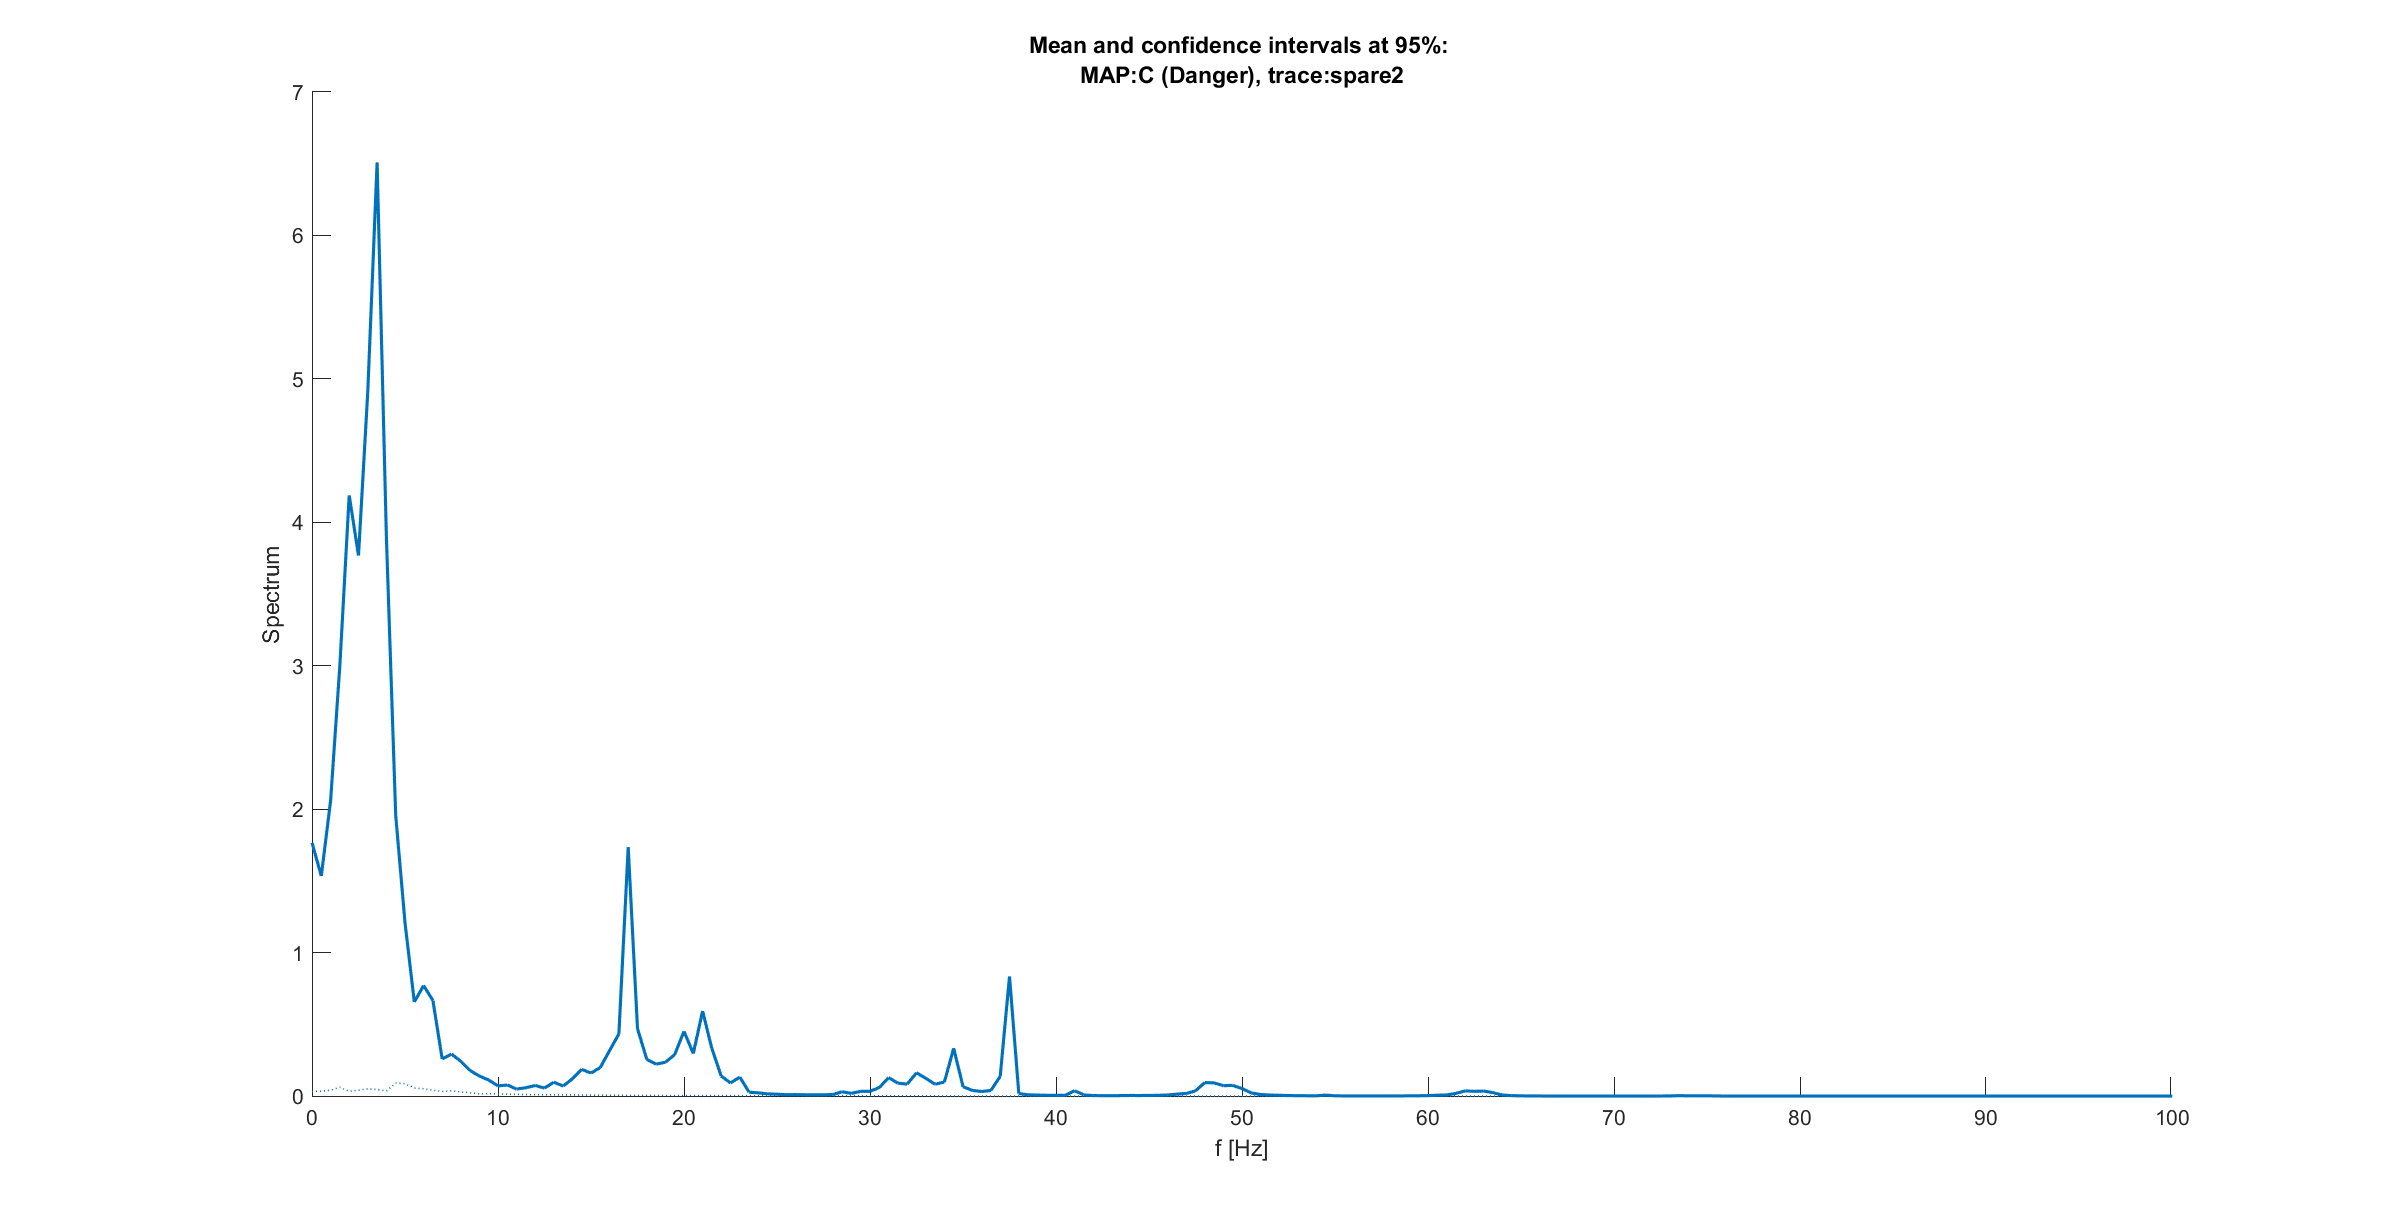 Mean and confidence intervals at 95%:
MAP:C (Danger), trace:spare2
7
6
5
4
3
2
1
0
Spectrum
0 10 20 30 40 50 60 70 80 90 100
f [Hz]